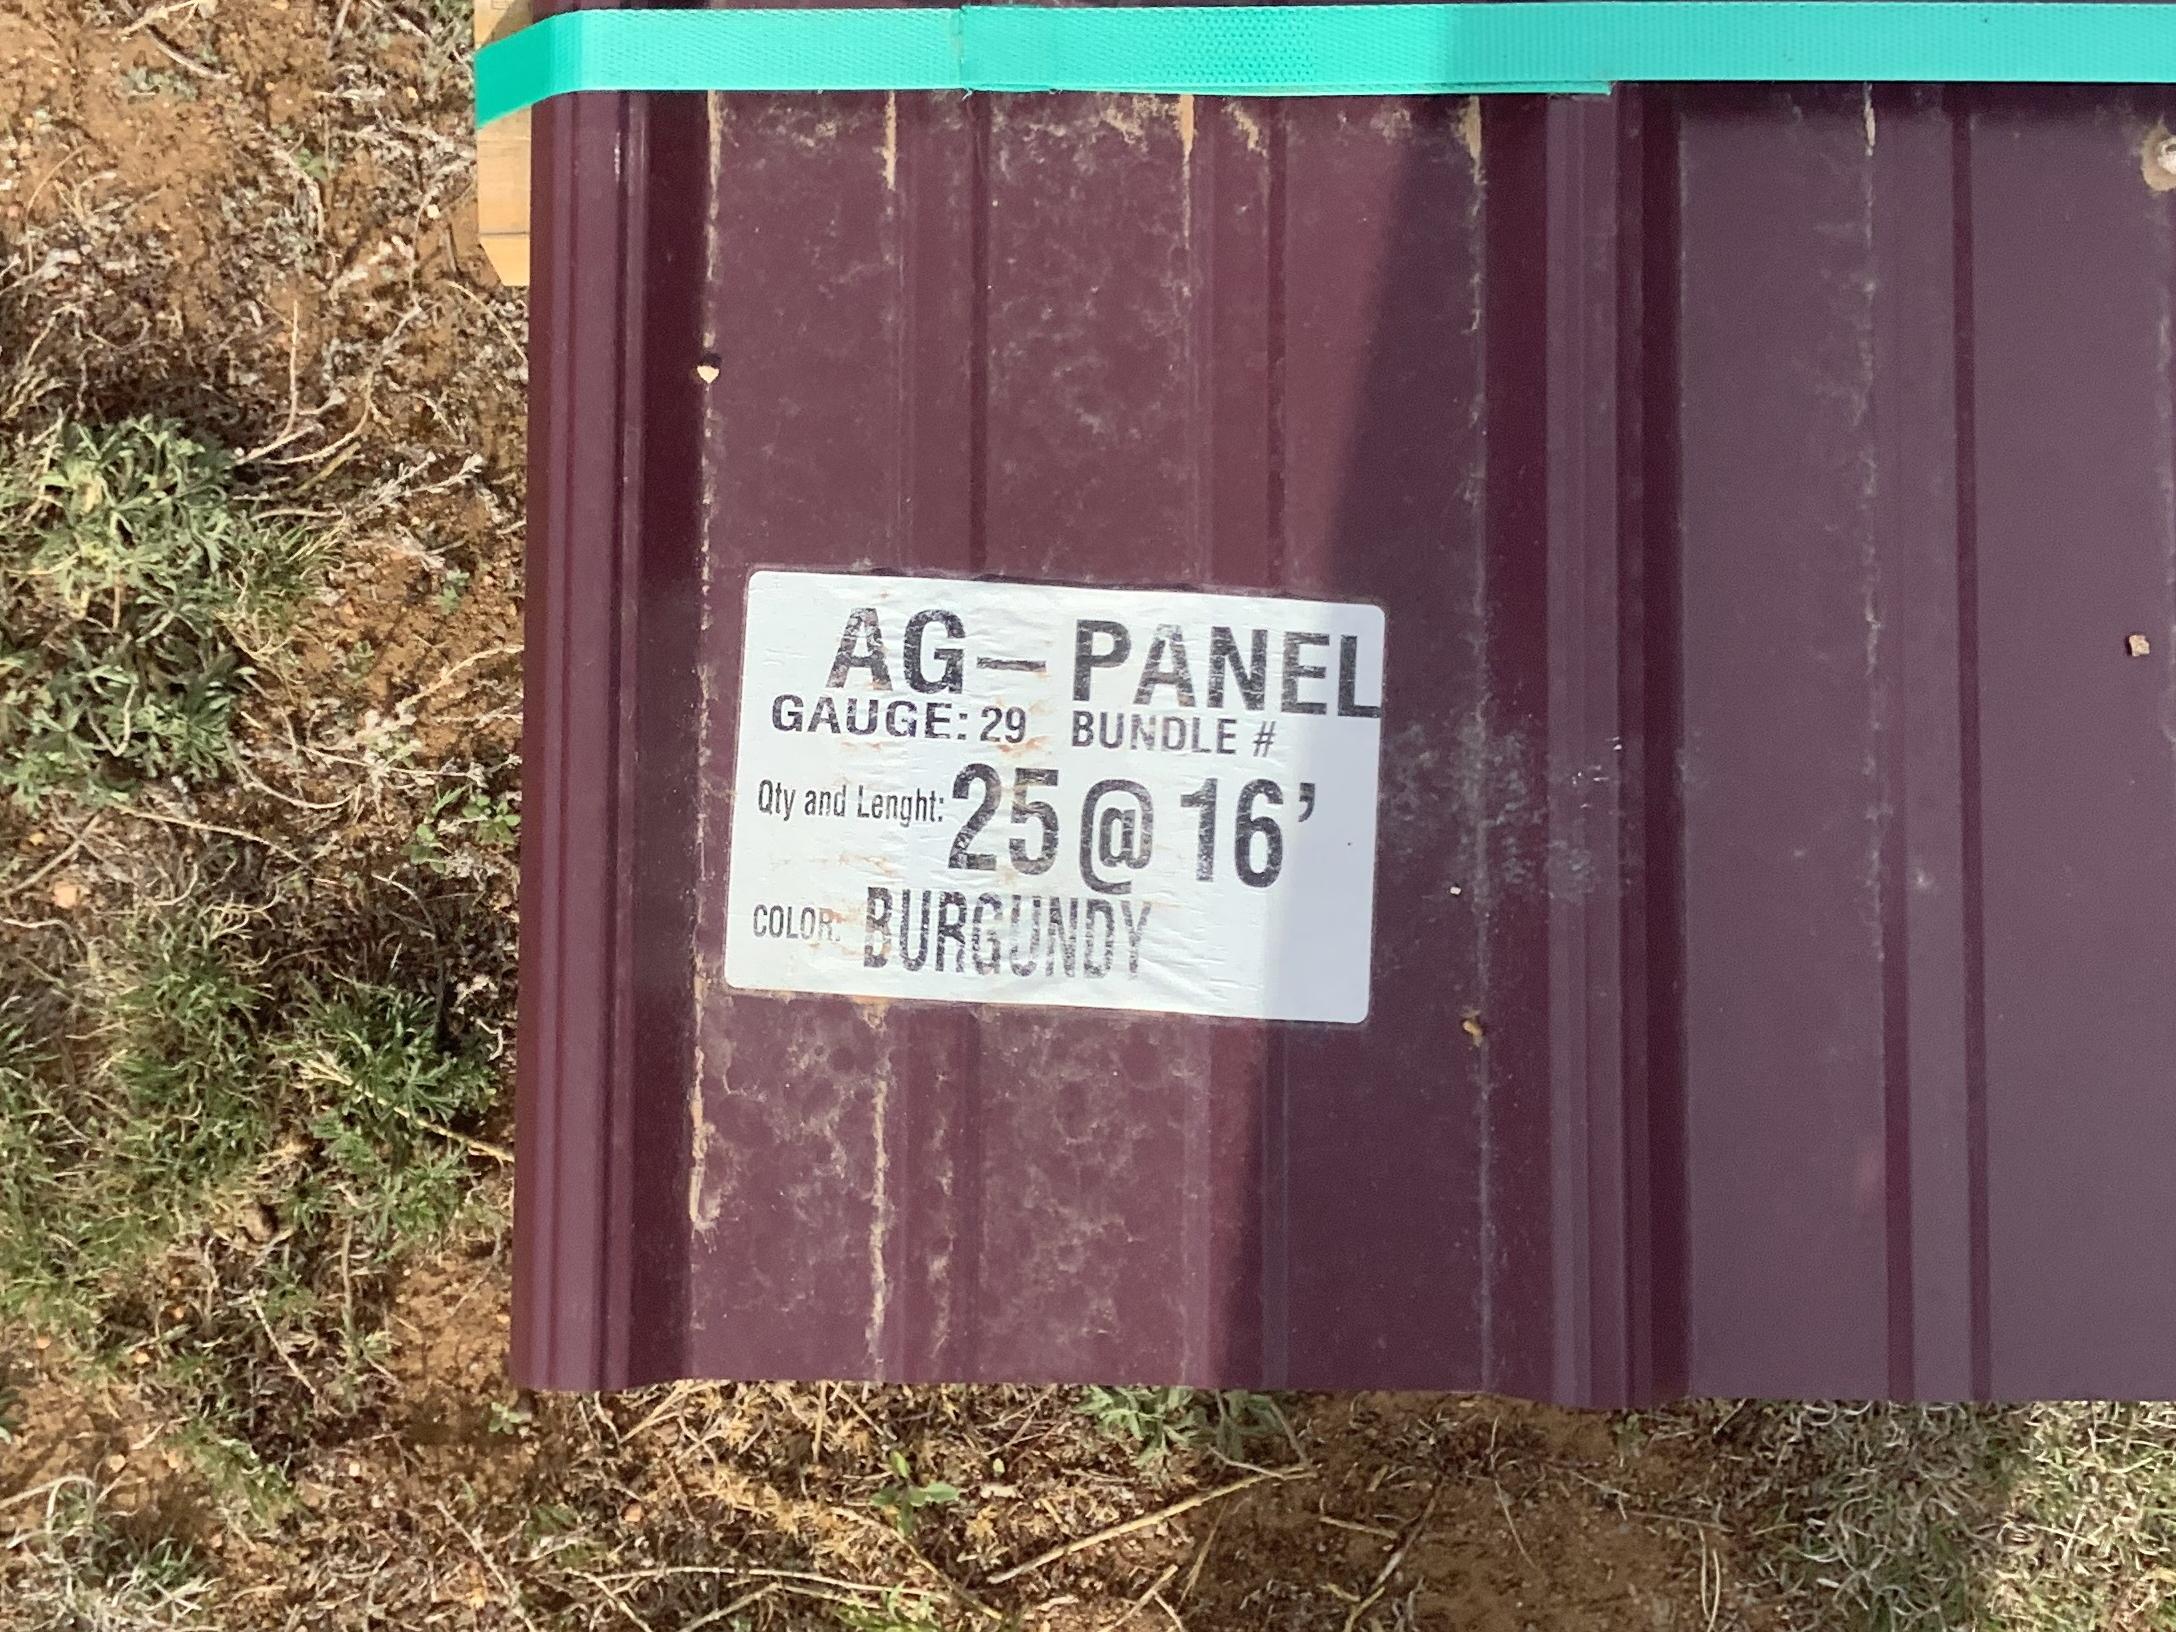 AG- PANEL
GAUGE: 29 BUNDLE #
Qty and Lenght: 25@16’
COLOR: BURGUNDY